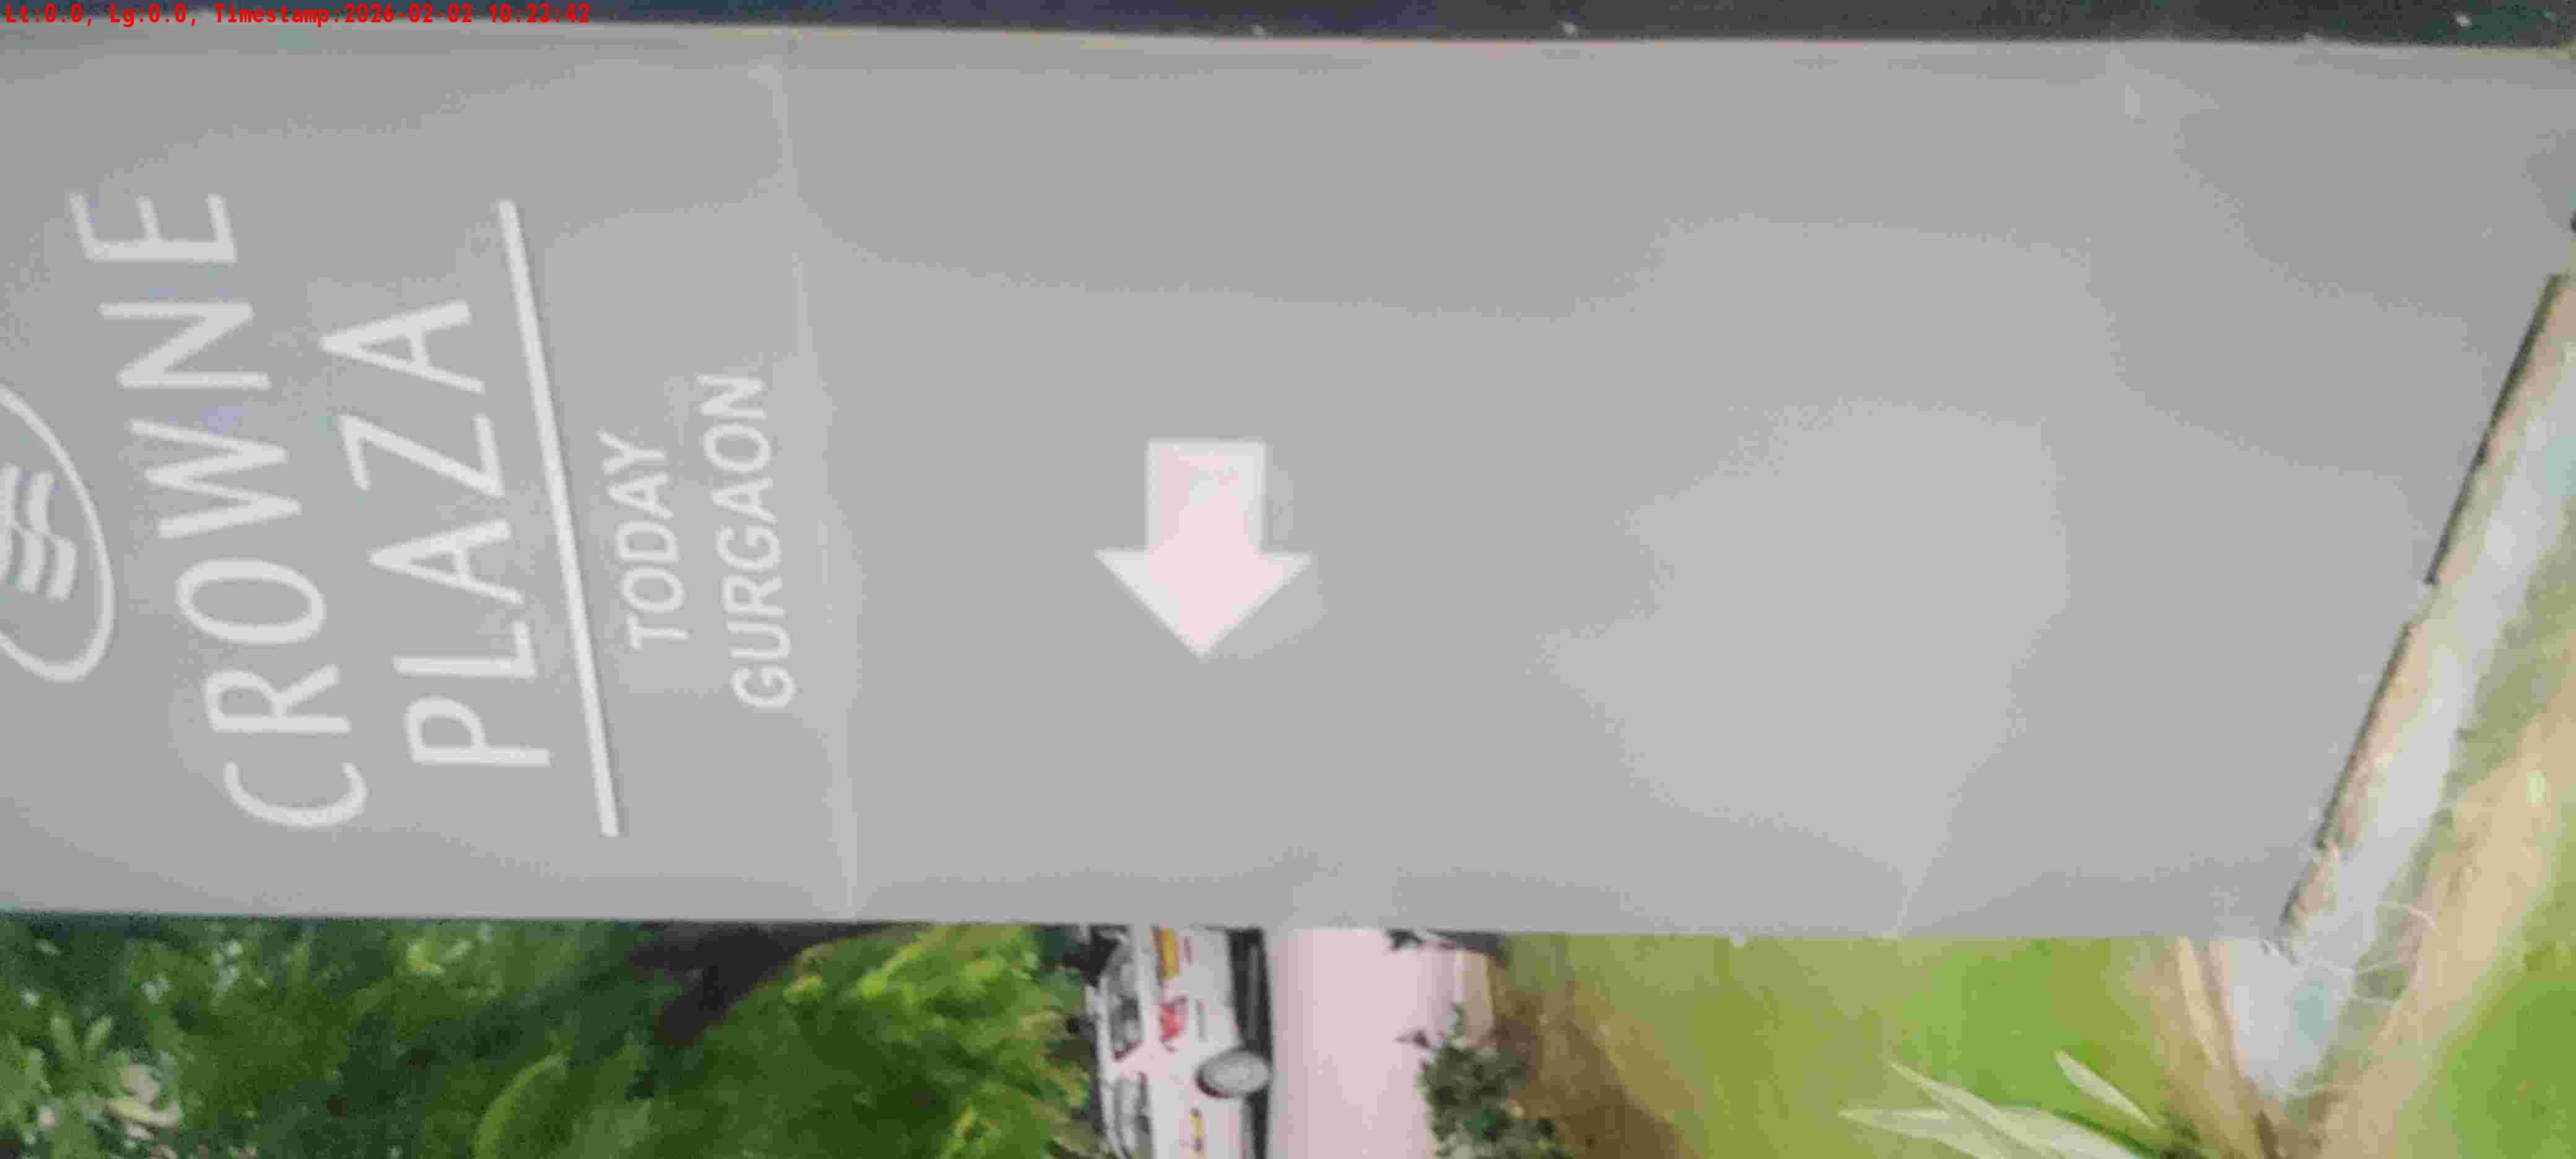 Lt:0.0, Lg:0.0, Timestamp:2026-02-02 10:23:42
CROWNE
PLAZA
TODAY
GURGAON